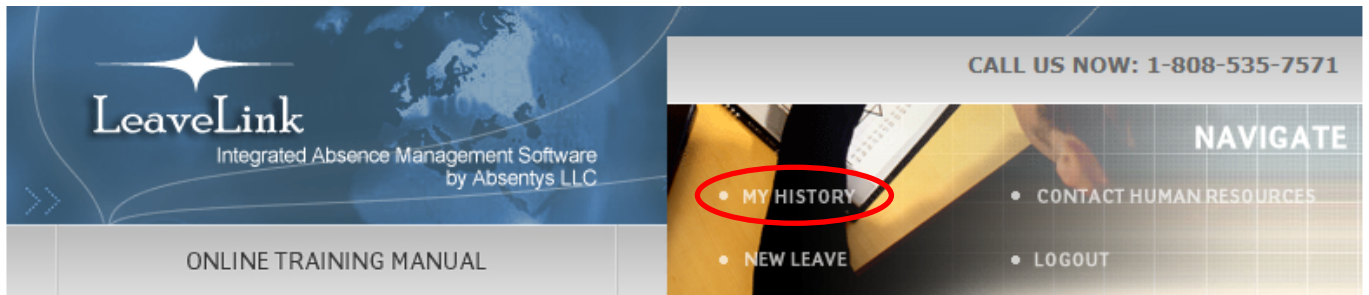 LeaveLink
Integrated Absence Management Software
by Absentys LLC
ONLINE TRAINING MANUAL
CALL US NOW: 1-808-535-7571
NAVIGATE
MY HISTORY
CONTACT HUMAN RESOURCES
NEW LEAVE
LOGOUT